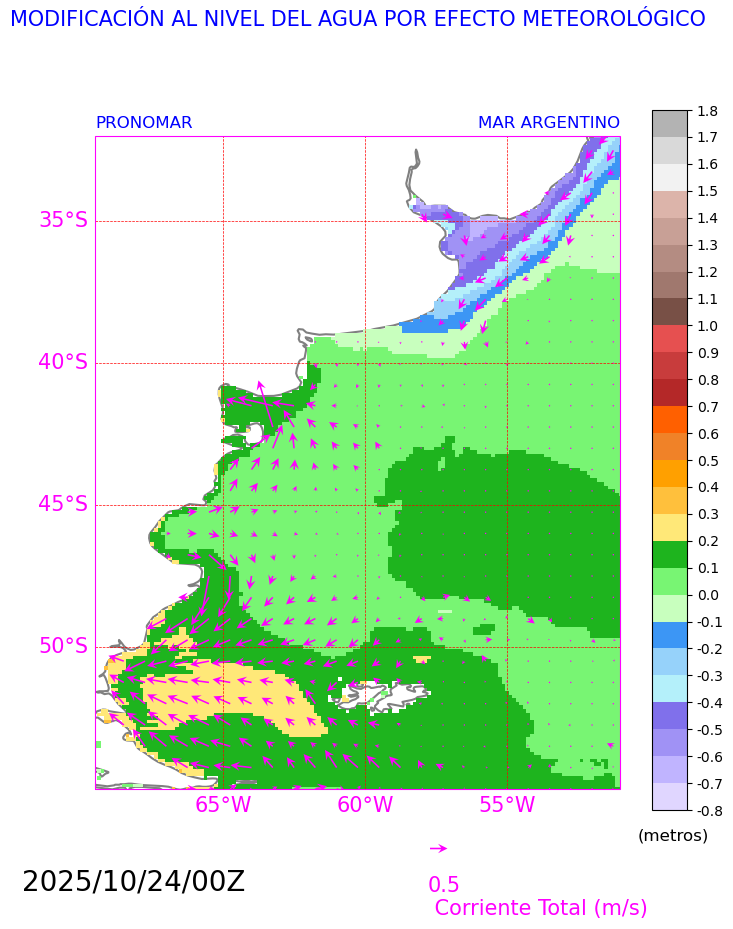 MODIFICACIÓN AL NIVEL DEL AGUA POR EFECTO METEOROLÓGICO
PRONOMAR MAR ARGENTINO
35°S
40°S
45°S
50°S
65°W 60°W 55°W
1.8
1.7
1.6
1.5
1.4
1.3
1.2
1.1
1.0
0.9
0.8
0.7
0.6
0.5
0.4
0.3
0.2
0.1
0.0
-0.1
-0.2
-0.3
-0.4
-0.5
-0.6
-0.7
-0.8
(metros)
2025/10/24/00Z
0.5
Corriente Total (m/s)